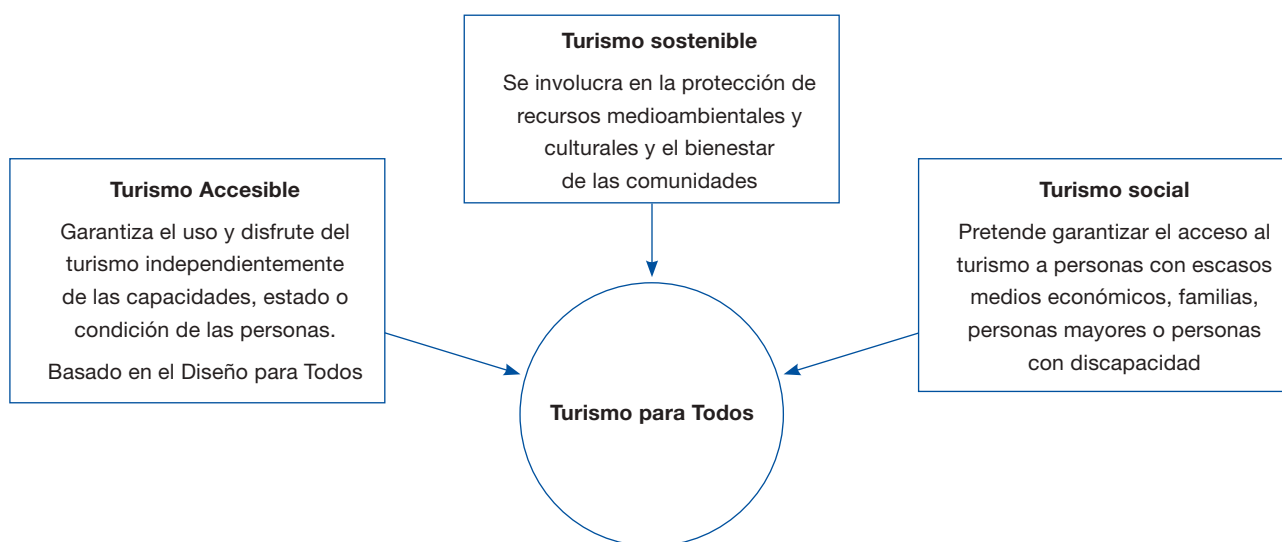 Turismo sostenible
Se involucra en la protección de
recursos medioambientales y
culturales y el bienestar
de las comunidades
Turismo Accesible
Garantiza el uso y disfrute del
turismo independientemente
de las capacidades, estado o
condición de las personas.
Basado en el Diseño para Todos
Turismo social
Pretende garantizar el acceso al
turismo a personas con escasos
medios económicos, familias,
personas mayores o personas
con discapacidad
Turismo para Todos